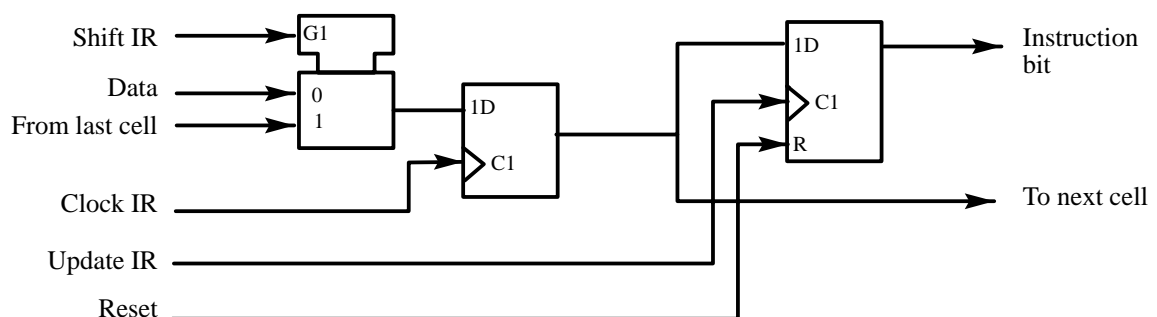 Shift IR
G1
Data
0
From last cell
1
1D
C1
Clock IR
Update IR
Reset
1D
C1
R
Instruction
bit
To next cell